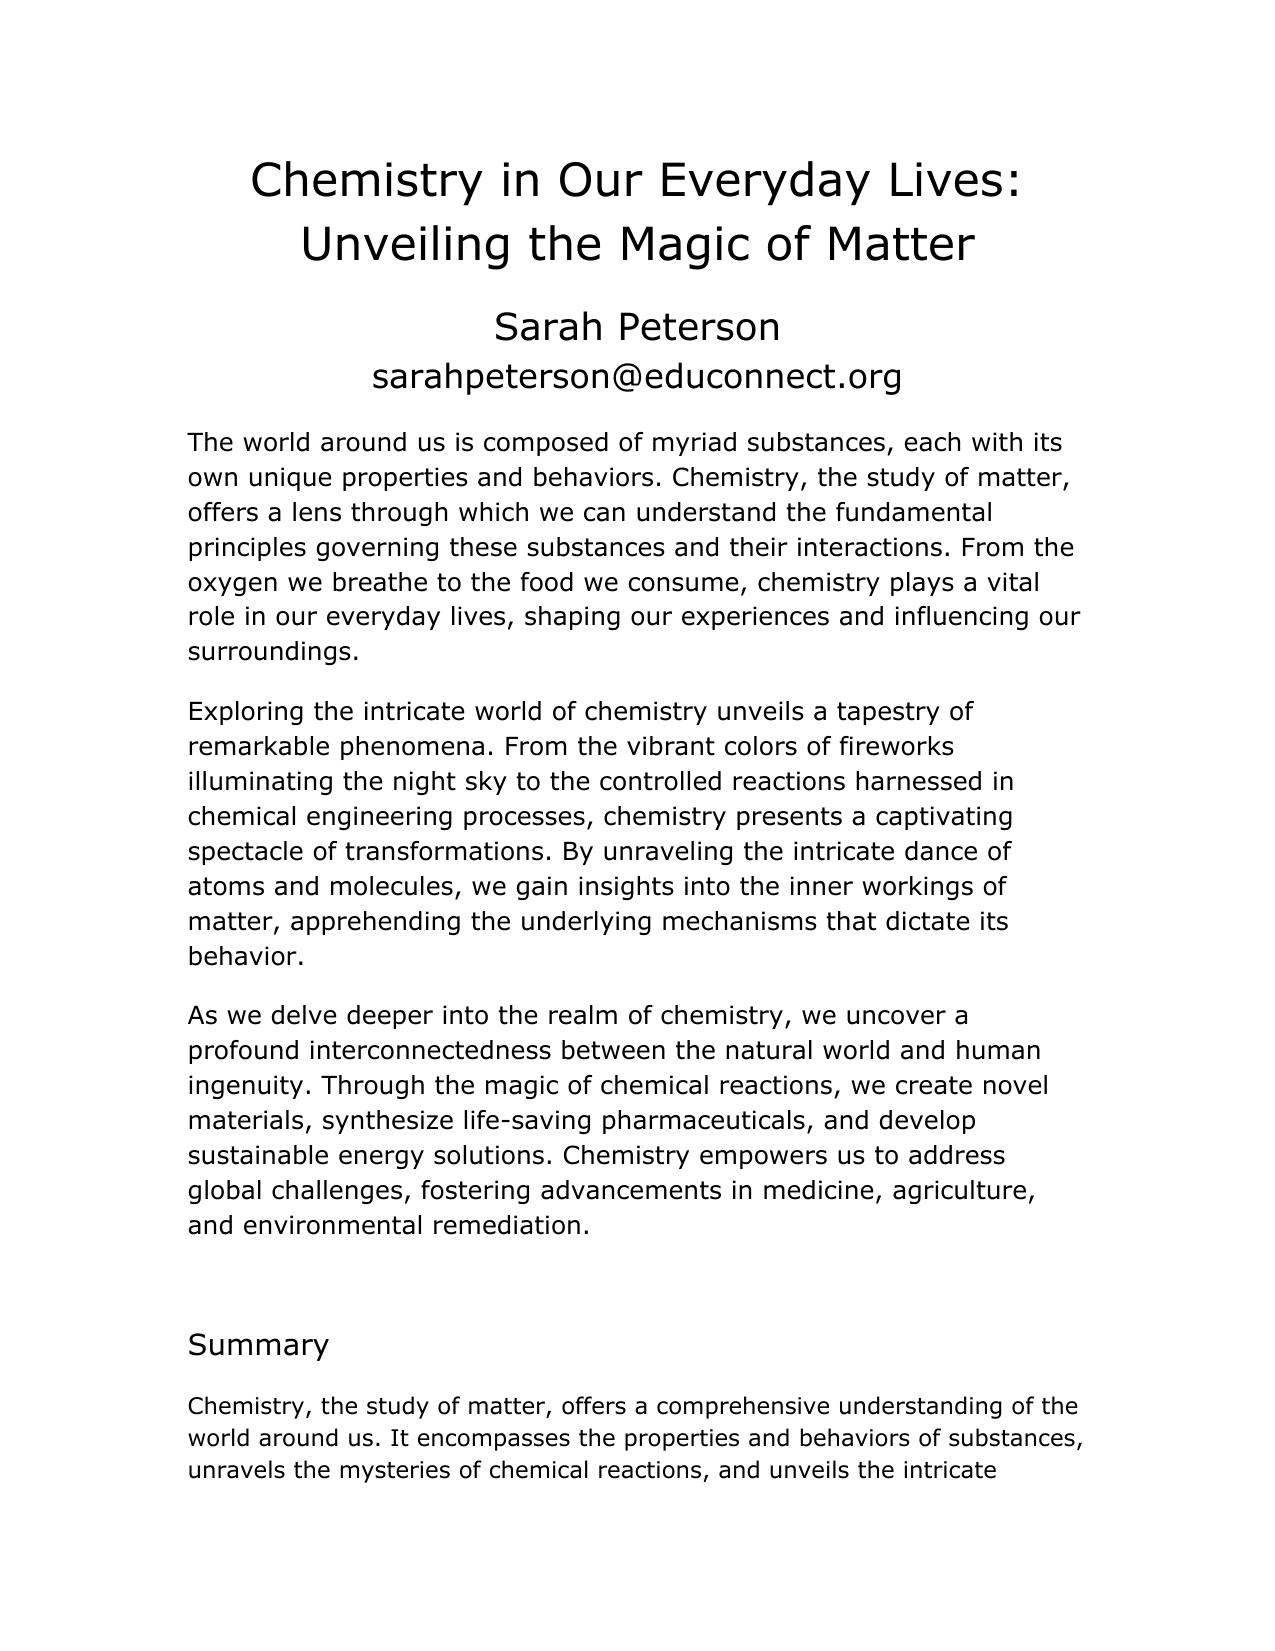 Chemistry in Our Everyday Lives:
Unveiling the Magic of Matter
Sarah Peterson
sarahpeterson@educonnect.org
The world around us is composed of myriad substances, each with its
own unique properties and behaviors. Chemistry, the study of matter,
offers a lens through which we can understand the fundamental
principles governing these substances and their interactions. From the
oxygen we breathe to the food we consume, chemistry plays a vital
role in our everyday lives, shaping our experiences and influencing our
surroundings.
Exploring the intricate world of chemistry unveils a tapestry of
remarkable phenomena. From the vibrant colors of fireworks
illuminating the night sky to the controlled reactions harnessed in
chemical engineering processes, chemistry presents a captivating
spectacle of transformations. By unraveling the intricate dance of
atoms and molecules, we gain insights into the inner workings of
matter, apprehending the underlying mechanisms that dictate its
behavior.
As we delve deeper into the realm of chemistry, we uncover a
profound interconnectedness between the natural world and human
ingenuity. Through the magic of chemical reactions, we create novel
materials, synthesize life-saving pharmaceuticals, and develop
sustainable energy solutions. Chemistry empowers us to address
global challenges, fostering advancements in medicine, agriculture,
and environmental remediation.
Summary
Chemistry, the study of matter, offers a comprehensive understanding of the
world around us. It encompasses the properties and behaviors of substances,
unravels the mysteries of chemical reactions, and unveils the intricate